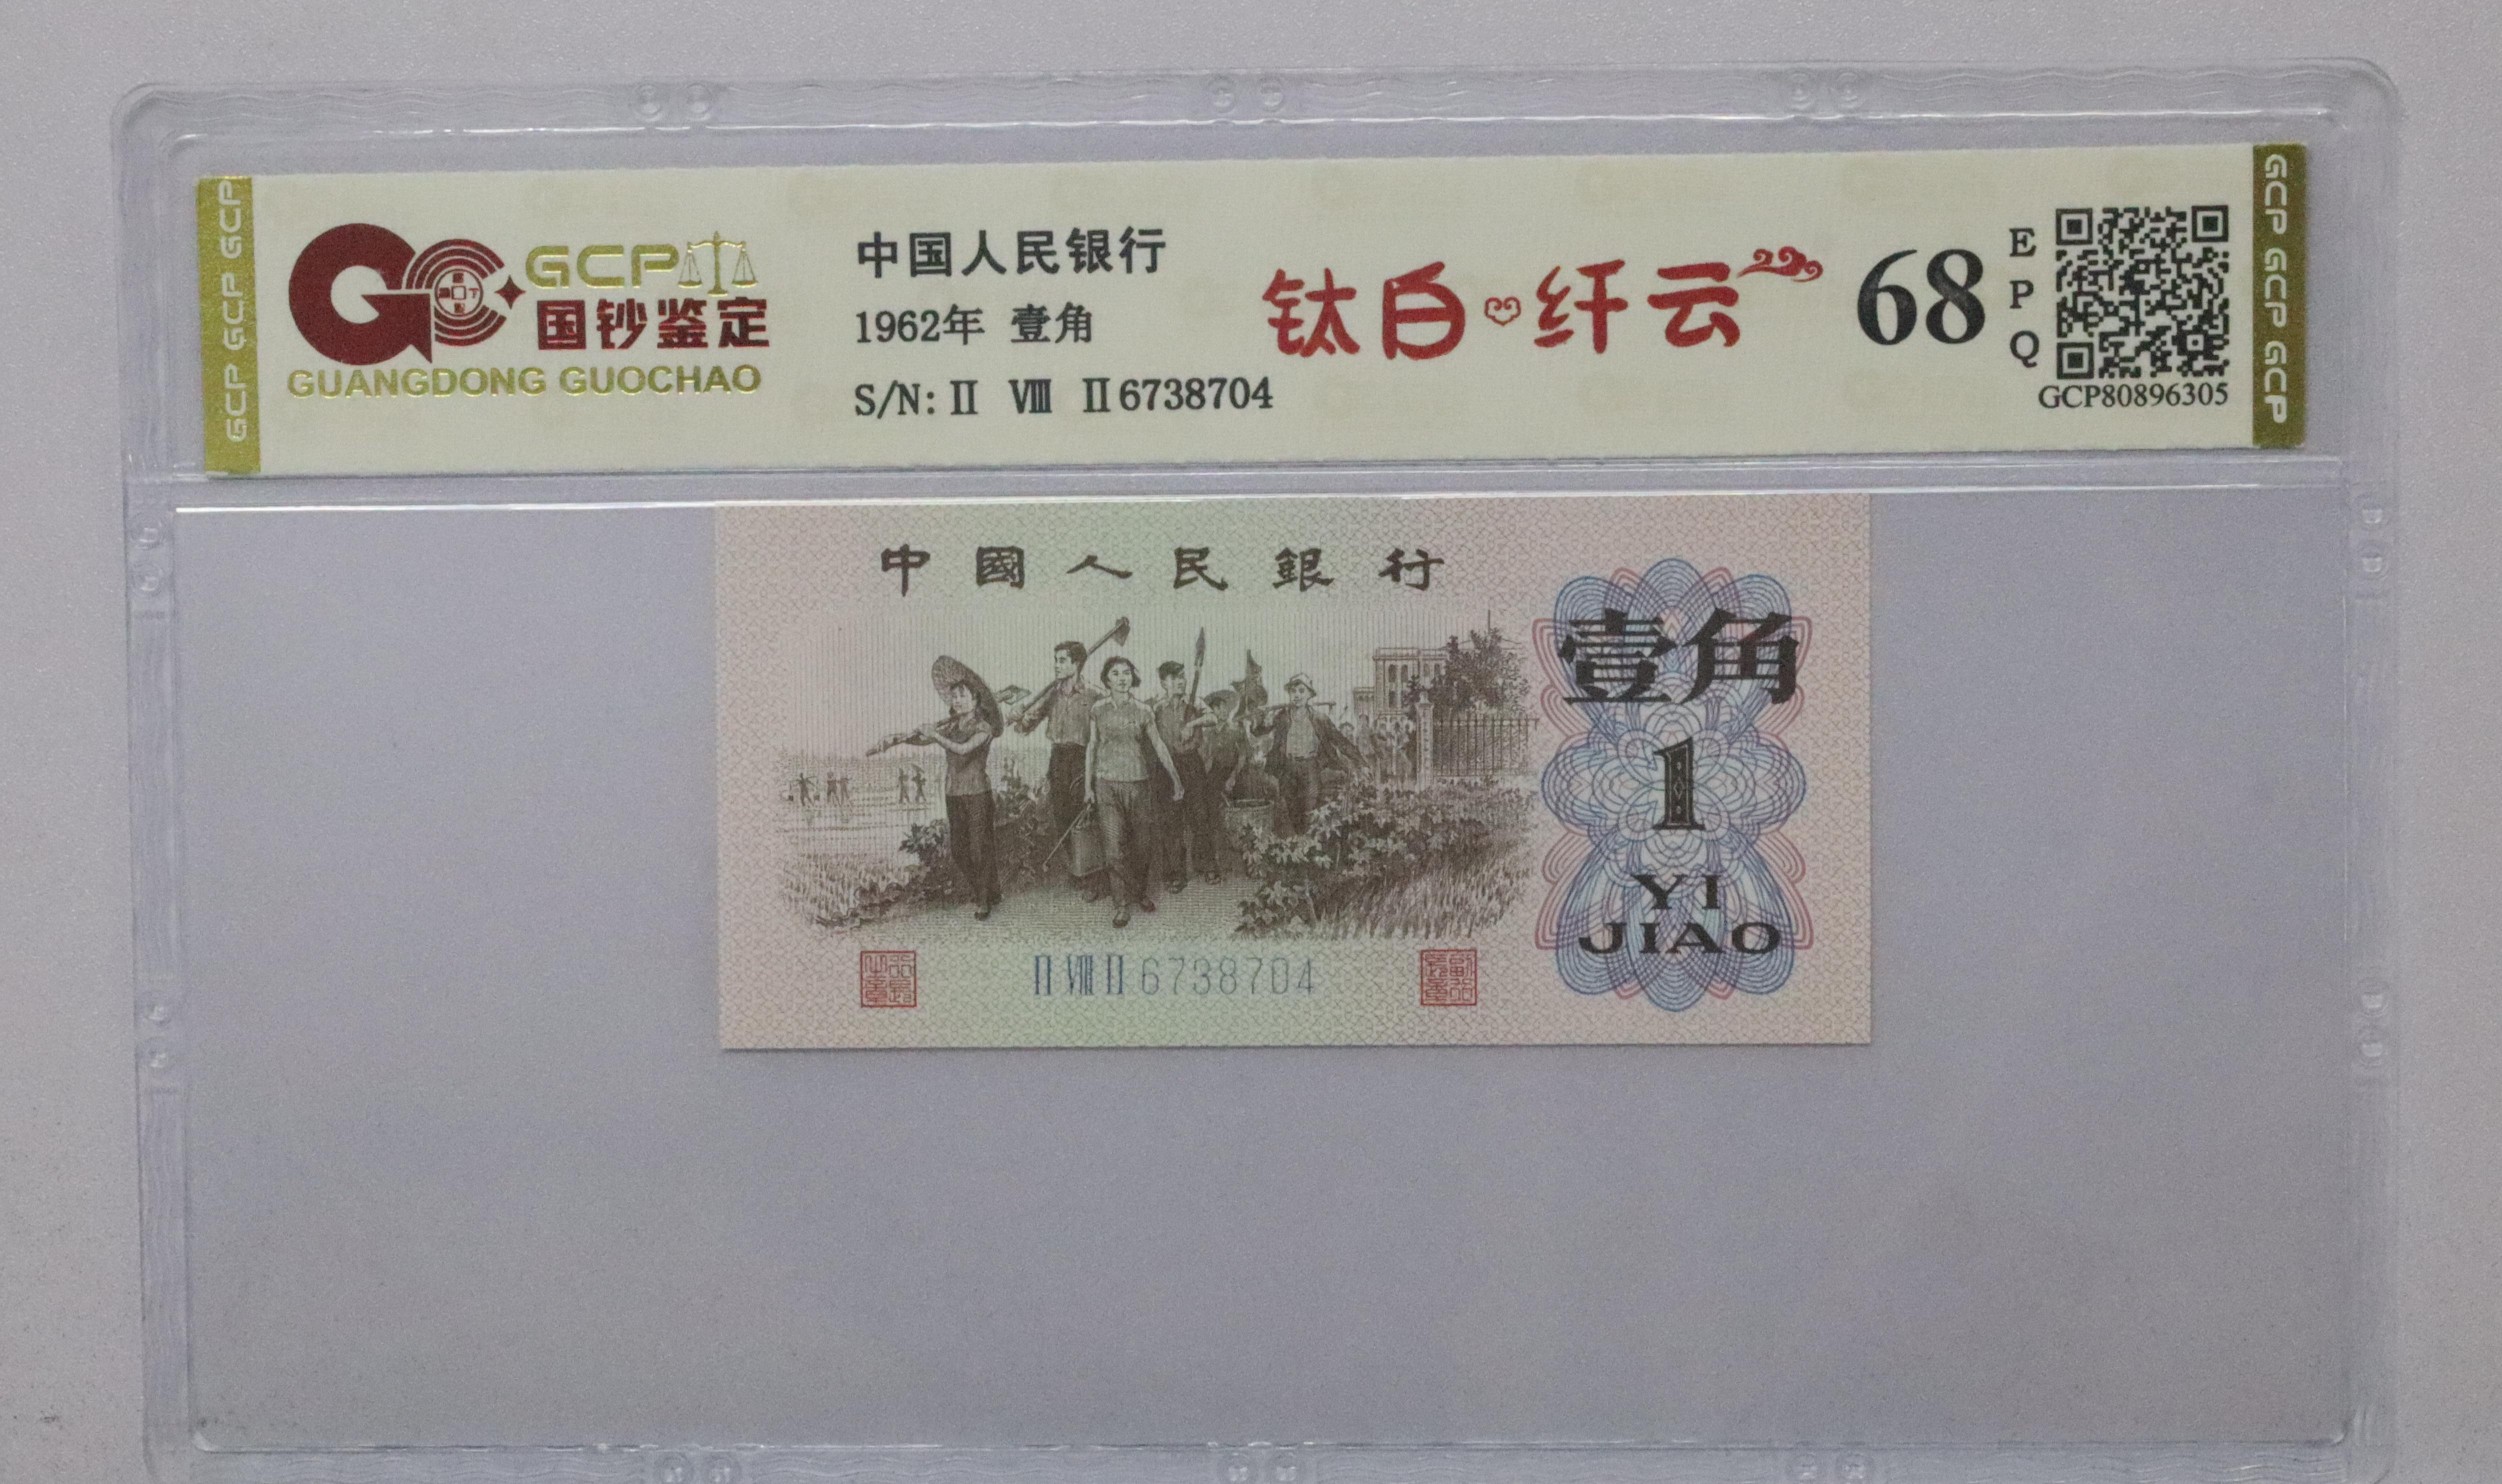 GCP GCP GCP
GCP
国钞鉴定
GUANGDONG GUOCHAO
中国人民银行
1962年 壹角
S/N: Ⅱ Ⅷ Ⅱ6738704
钛白 纤云
68
E
P
Q
GCP80896305
GCP GCP GCP
中國人民銀行
壹角
1
YI
JIAO
Ⅱ Ⅷ Ⅱ 6738704